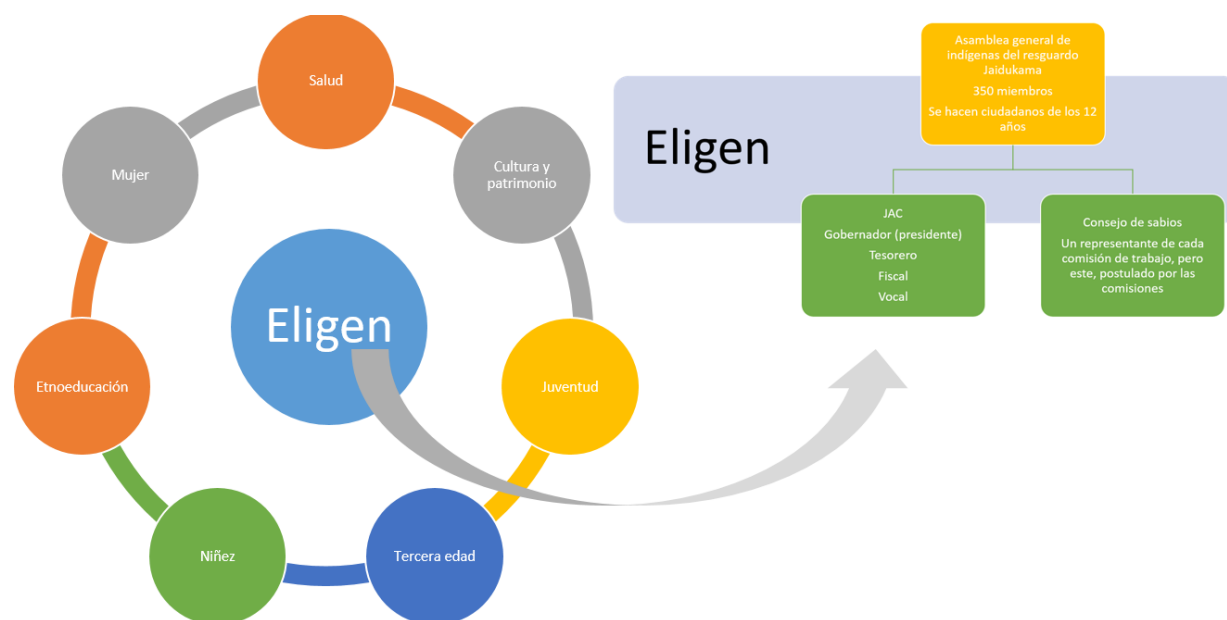 Salud
Cultura y
patrimonio
Juventud
Tercera edad
Niñez
Etnoeducación
Mujer
Eligen
Eligen
Asamblea general de
indígenas del resguardo
Jaidukama
350 miembros
Se hacen ciudadanos de los 12
años
JAC
Gobernador (presidente)
Tesorero
Fiscal
Vocal
Consejo de sabios
Un representante de cada
comisión de trabajo, pero
este, postulado por las
comisiones